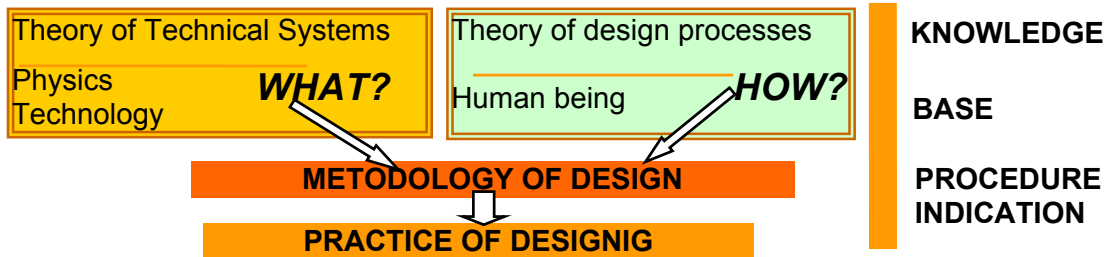 Theory of Technical Systems
Physics
Technology
WHAT?
Theory of design processes
Human being
HOW?
METODOLOGY OF DESIGN
PRACTICE OF DESIGNIG
KNOWLEDGE
BASE
PROCEDURE
INDICATION